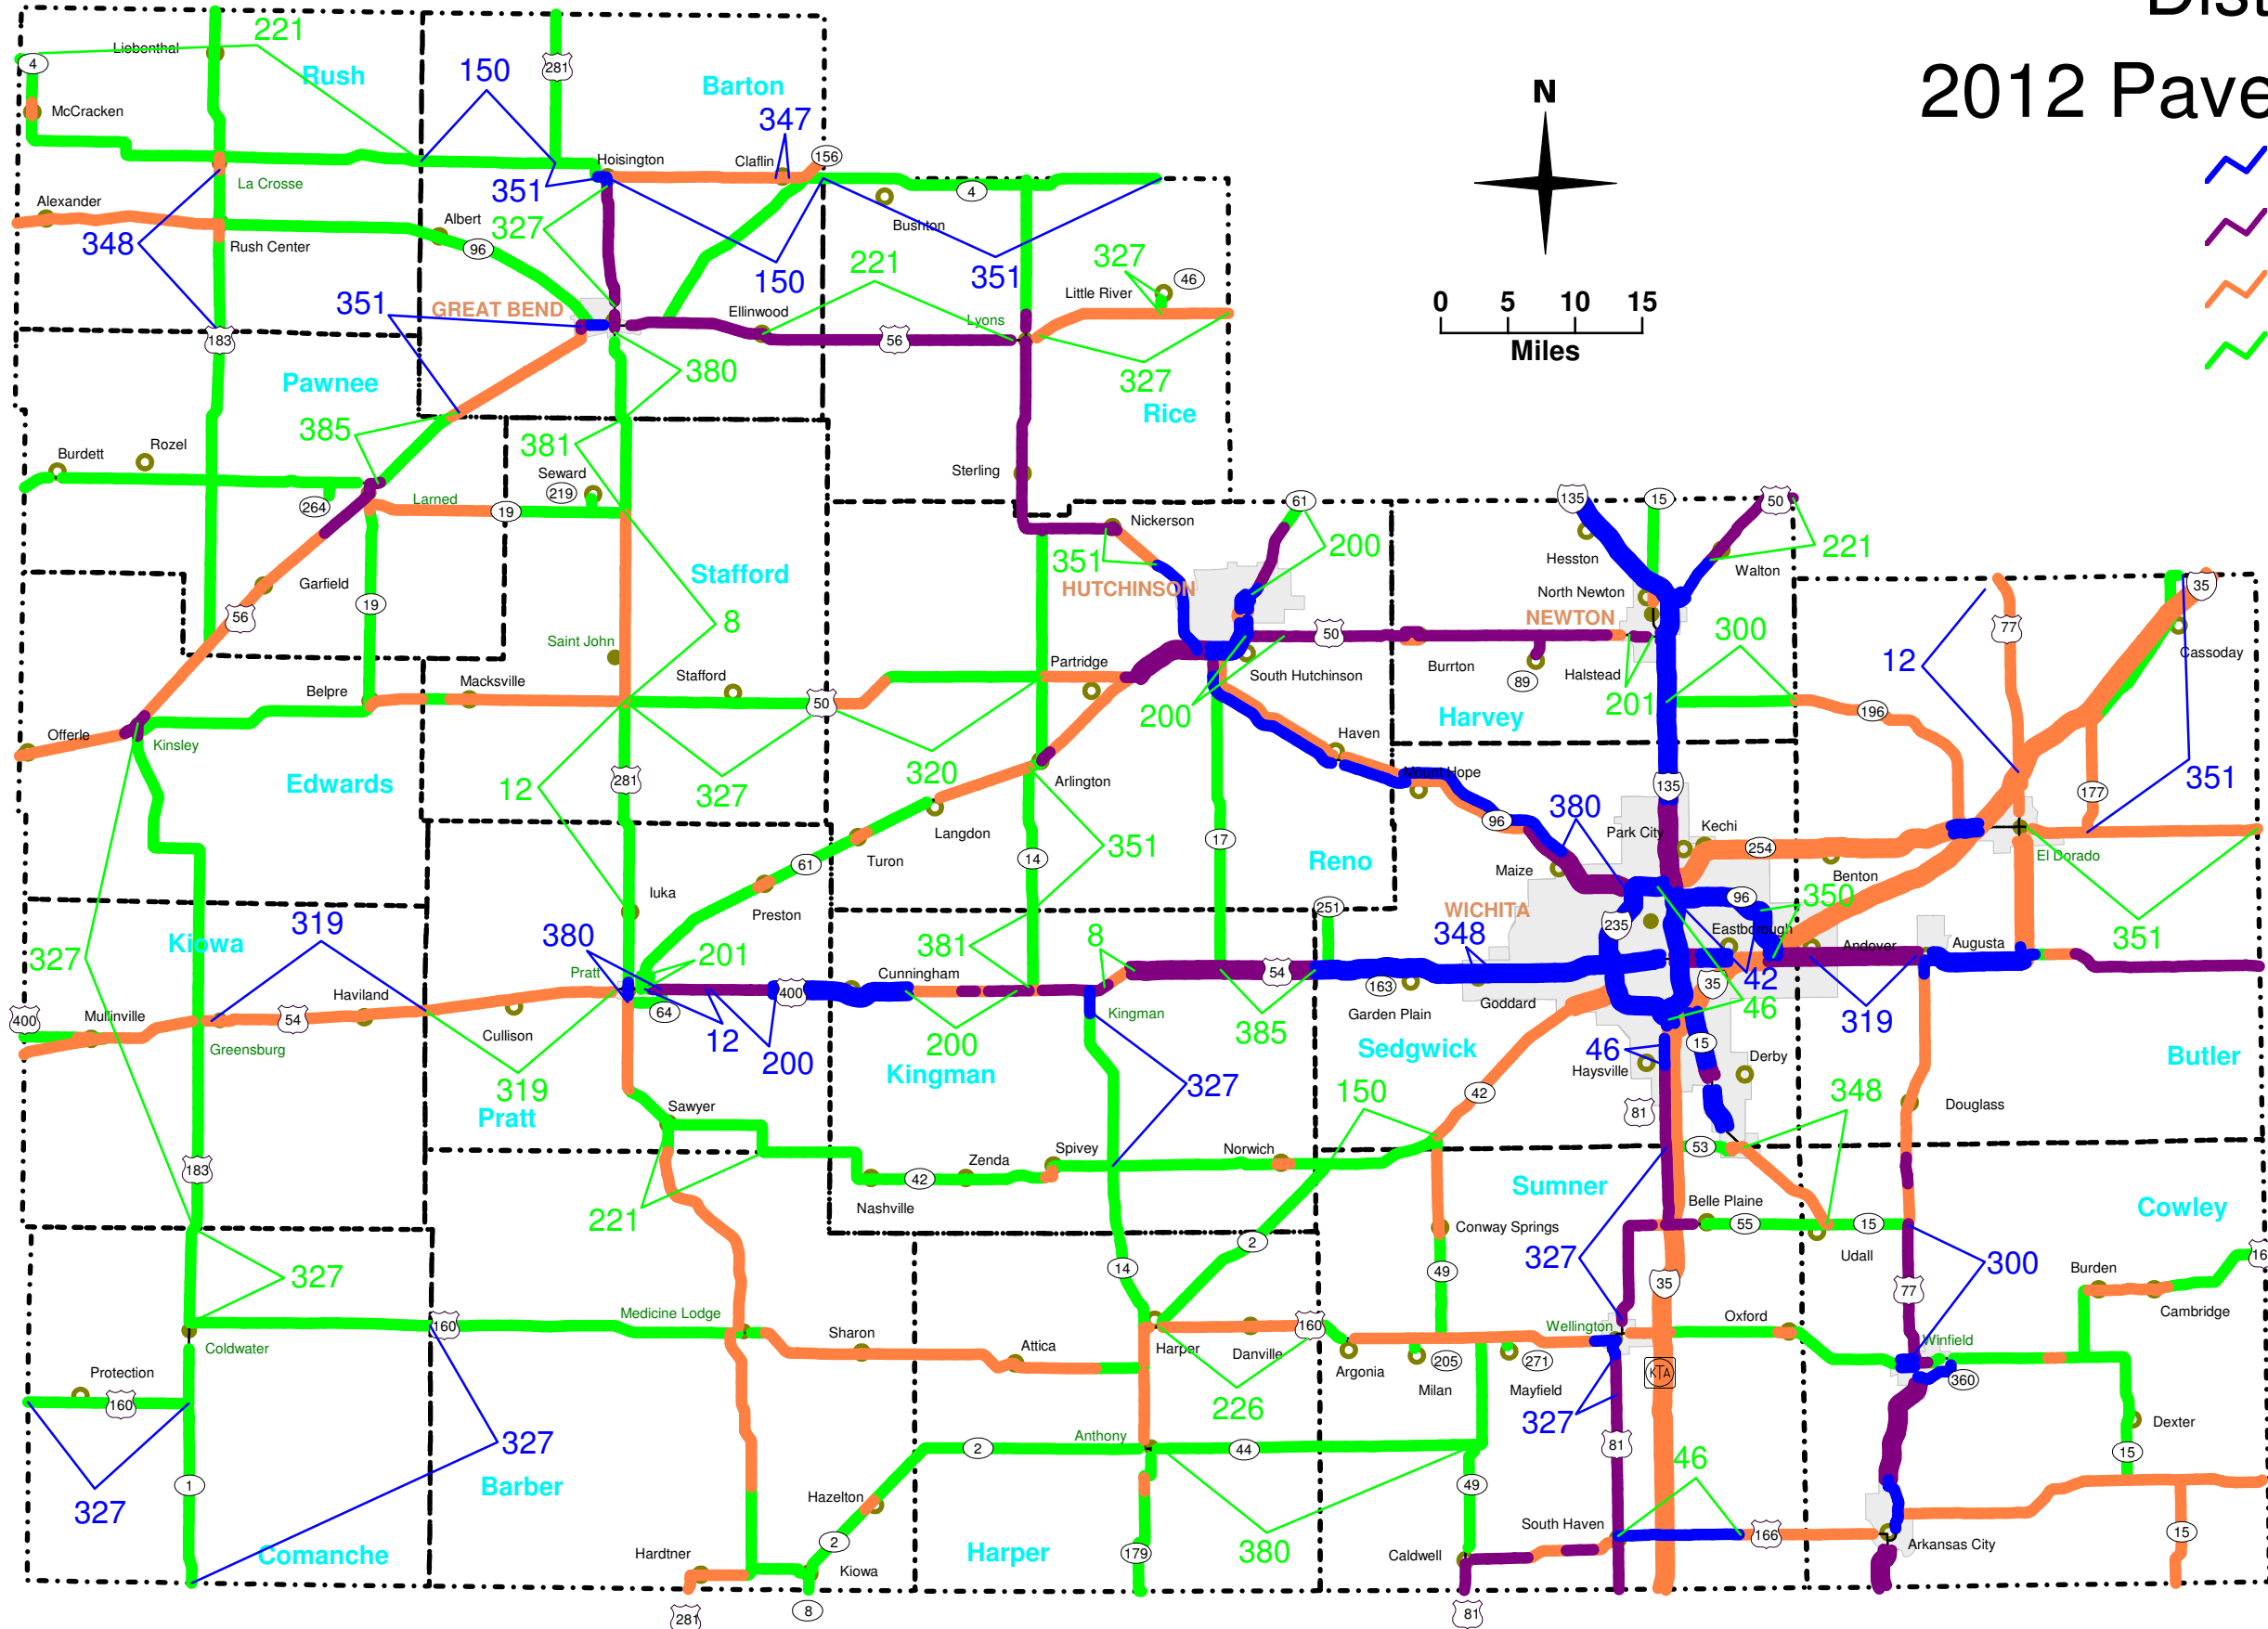 Dist
2012 Pave
221
Liebenthal
4
Rush
150
281
Barton
McCracken
347
N
156
Hoisington
Claflin
La Crosse
351
4
Alexander
Albert
327
Bushton
348
Rush Center
96
150
221
351
327
46
Little River
351
GREAT BEND
Ellinwood
Lyons
0 5 10 15
Miles
183
56
380
327
Pawnee
Rice
385
381
Burdett
Rozel
Seward
219
Sterling
264
Larned
19
19
61
135
15
50
Nickerson
351
200
221
Hesston
Walton
Stafford
HUTCHINSON
North Newton
NEWTON
35
Garfield
56
8
50
300
77
Cassoday
Saint John
Partridge
Burrton
89
Halstead
12
Belpre
Macksville
Stafford
50
South Hutchinson
200
201
Harvey
196
Offerle
Kinsley
Haven
Edwards
281
12
327
320
Arlington
Mount Hope
135
380
177
351
Langdon
96
Park City
Kechi
254
61
Turon
14
351
17
Reno
Maize
El Dorado
Benton
Iuka
Preston
251
WICHITA
96
350
235
Eastborough
Kiowa
319
380
381
8
348
Andover
Augusta
351
327
Pratt
201
Cunningham
54
42
400
Haviland
400
163
Goddard
35
Mullinville
54
Cullison
64
Kingman
Garden Plain
46
319
Greensburg
12
200
200
385
15
319
Kingman
Sedgwick
46
Haysville
Derby
Butler
327
42
150
348
Pratt
Sawyer
81
Douglass
53
183
Zenda
Spivey
Norwich
42
Nashville
Sumner
Belle Plaine
Cowley
221
Conway Springs
55
15
2
327
Udall
327
14
49
35
77
300
Burden
Cambridge
160
Medicine Lodge
160
Wellington
Oxford
Coldwater
Sharon
Attica
Harper
Danville
Winfield
Argonia
205
271
Milan
Mayfield
KTA
360
Protection
160
226
327
Dexter
327
Anthony
2
44
81
15
46
327
1
Barber
49
Hazelton
380
South Haven
166
15
2
Comanche
Hardtner
Kiowa
Harper
179
Caldwell
Arkansas City
281
8
81